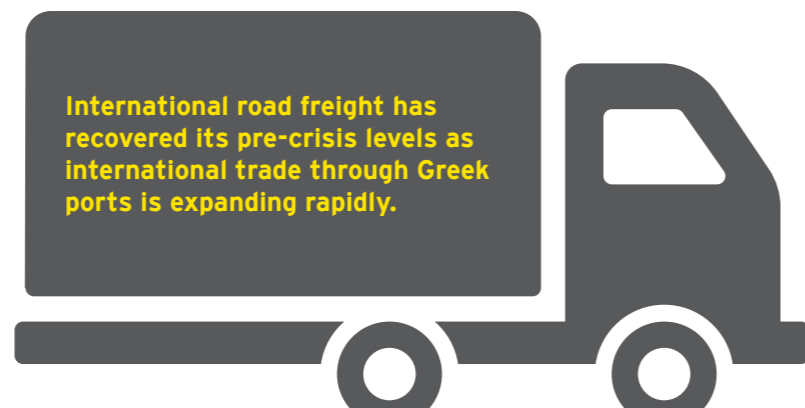 International road freight has
recovered its pre-crisis levels as
international trade through Greek
ports is expanding rapidly.